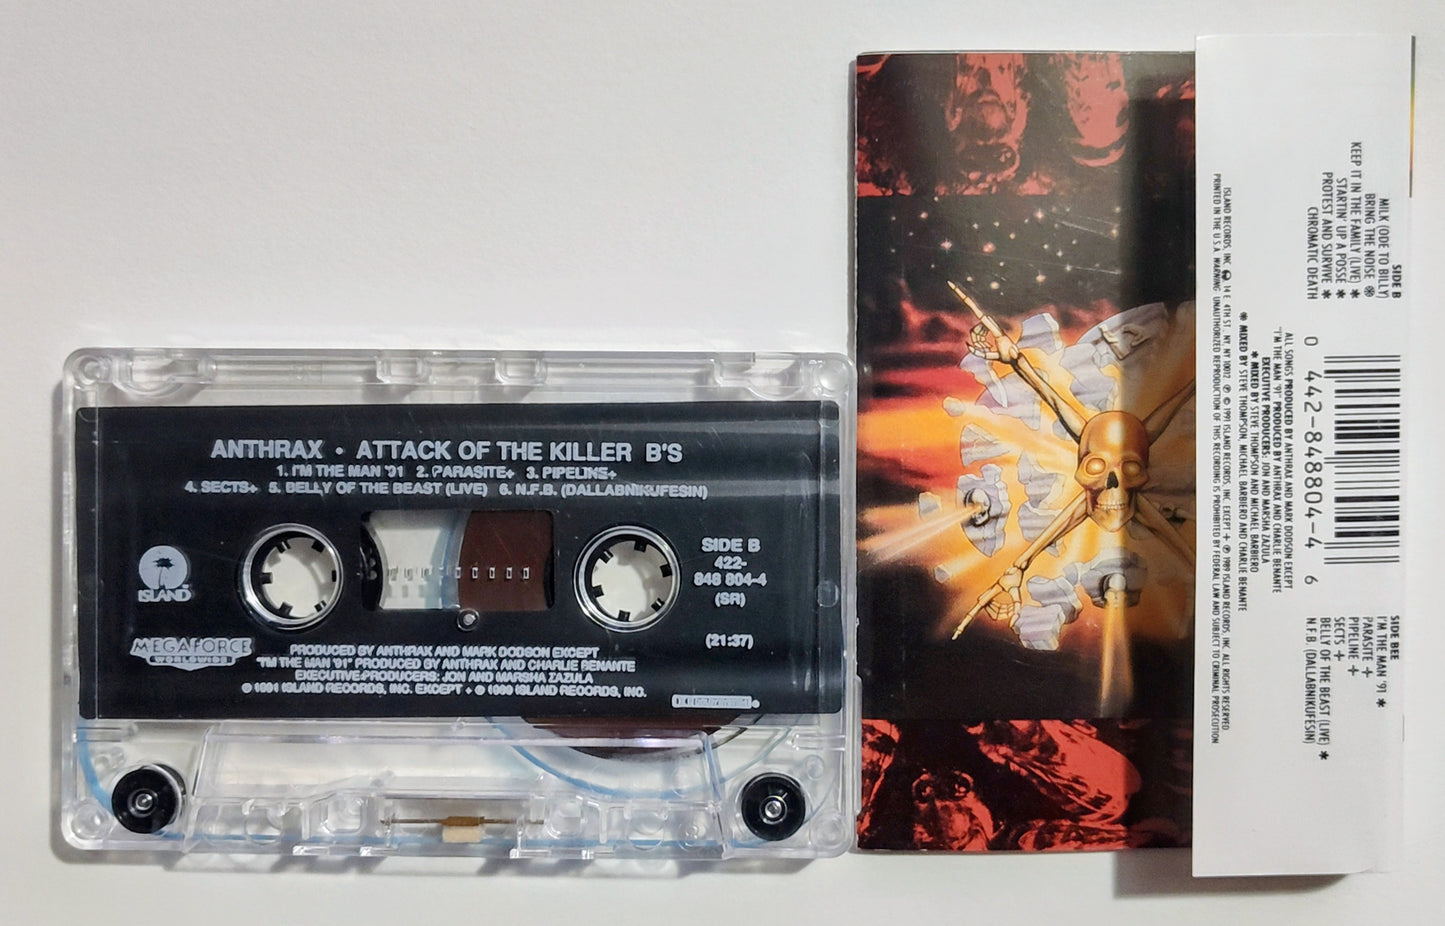 ANTHRAX • ATTACK OF THE KILLER B'S
1. I'M THE MAN '91 2. PARASITE+ 3. PIPELINE+
4. SECTS+ 5. BELLY OF THE BEAST (LIVE) 6. N.F.B. (DALLABNIKUFESIN)
ISLAND
MEGAFORCE
WORLDWIDE
SIDE B
422-
848 804-4
(SR)
(21:37)
PRODUCED BY ANTHRAX AND MARK DODSON EXCEPT
"I'M THE MAN '91" PRODUCED BY ANTHRAX AND CHARLIE BENANTE
EXECUTIVE PRODUCERS: JON AND MARSHA ZAZULA
℗ 1991 ISLAND RECORDS, INC. EXCEPT + ℗ 1989 ISLAND RECORDS, INC.
SIDE B
MILK (ODE TO BILLY)
BRING THE NOISE ⊛
KEEP IT IN THE FAMILY (LIVE) *
STARTIN' UP A POSSE *
PROTEST AND SURVIVE *
CHROMATIC DEATH
0 442-848804-4 6
SIDE BEE
I'M THE MAN '91 *
PARASITE +
PIPELINE +
SECTS +
BELLY OF THE BEAST (LIVE) *
N.F.B. (DALLABNIKUFESIN)
ALL SONGS PRODUCED BY ANTHRAX AND MARK DODSON EXCEPT
"I'M THE MAN '91" PRODUCED BY ANTHRAX AND CHARLIE BENANTE
EXECUTIVE PRODUCERS: JON AND MARSHA ZAZULA
* MIXED BY STEVE THOMPSON AND MICHAEL BARBIERO
⊛ MIXED BY STEVE THOMPSON, MICHAEL BARBIERO AND CHARLIE BENANTE
ISLAND RECORDS, INC. 14 E. 4TH ST., NY, NY 10012. ℗ © 1991 ISLAND RECORDS, INC. EXCEPT + ℗ 1989 ISLAND RECORDS, INC. ALL RIGHTS RESERVED
PRINTED IN THE U.S.A. WARNING: UNAUTHORIZED REPRODUCTION OF THIS RECORDING IS PROHIBITED BY FEDERAL LAW AND SUBJECT TO CRIMINAL PROSECUTION